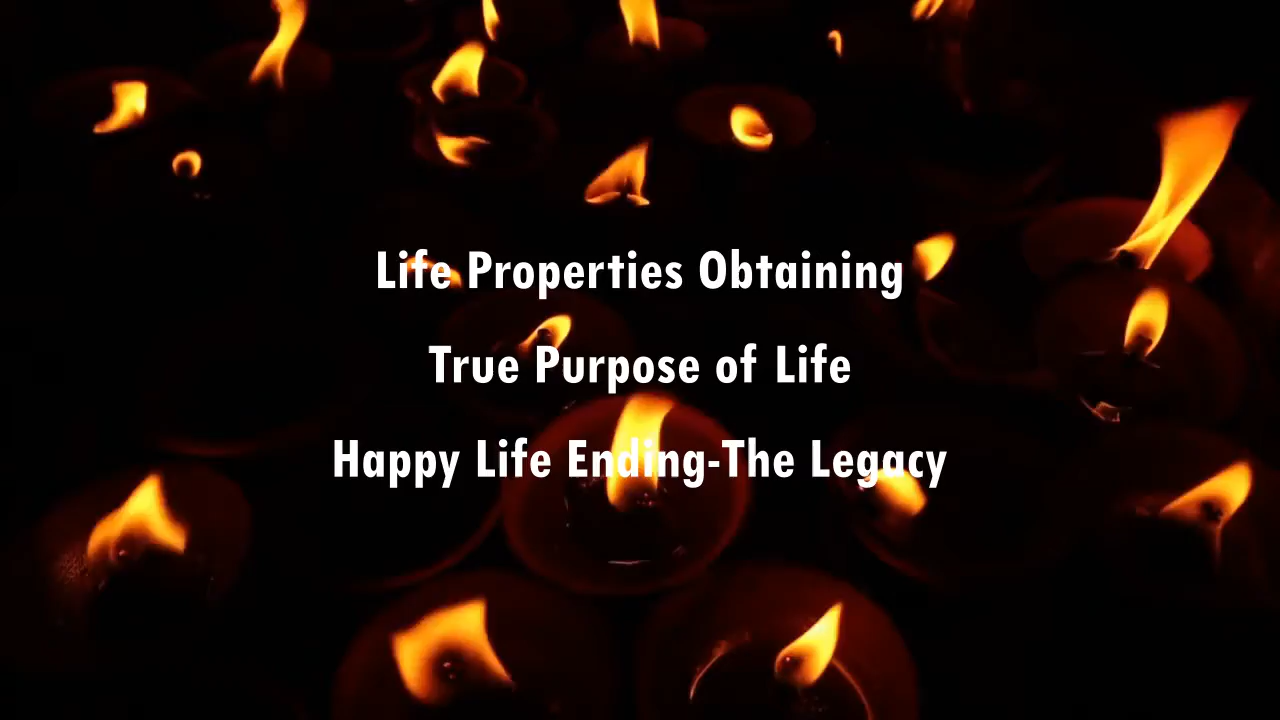 Life Properties Obtaining
True Purpose of Life
Happy Life Ending-The Legacy